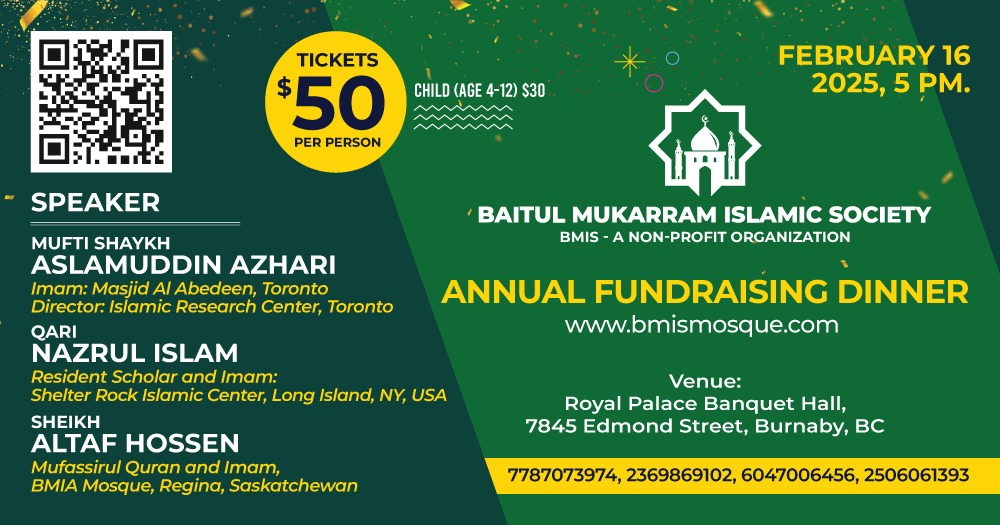 TICKETS
$50
PER PERSON
CHILD (AGE 4-12) $30
FEBRUARY 16
2025, 5 PM.
SPEAKER
MUFTI SHAYKH
ASLAMUDDIN AZHARI
Imam: Masjid Al Abedeen, Toronto
Director: Islamic Research Center, Toronto
QARI
NAZRUL ISLAM
Resident Scholar and Imam:
Shelter Rock Islamic Center, Long Island, NY, USA
SHEIKH
ALTAF HOSSEN
Mufassirul Quran and Imam,
BMIA Mosque, Regina, Saskatchewan
BAITUL MUKARRAM ISLAMIC SOCIETY
BMIS - A NON-PROFIT ORGANIZATION
ANNUAL FUNDRAISING DINNER
www.bmismosque.com
Venue:
Royal Palace Banquet Hall,
7845 Edmond Street, Burnaby, BC
7787073974, 2369869102, 6047006456, 2506061393